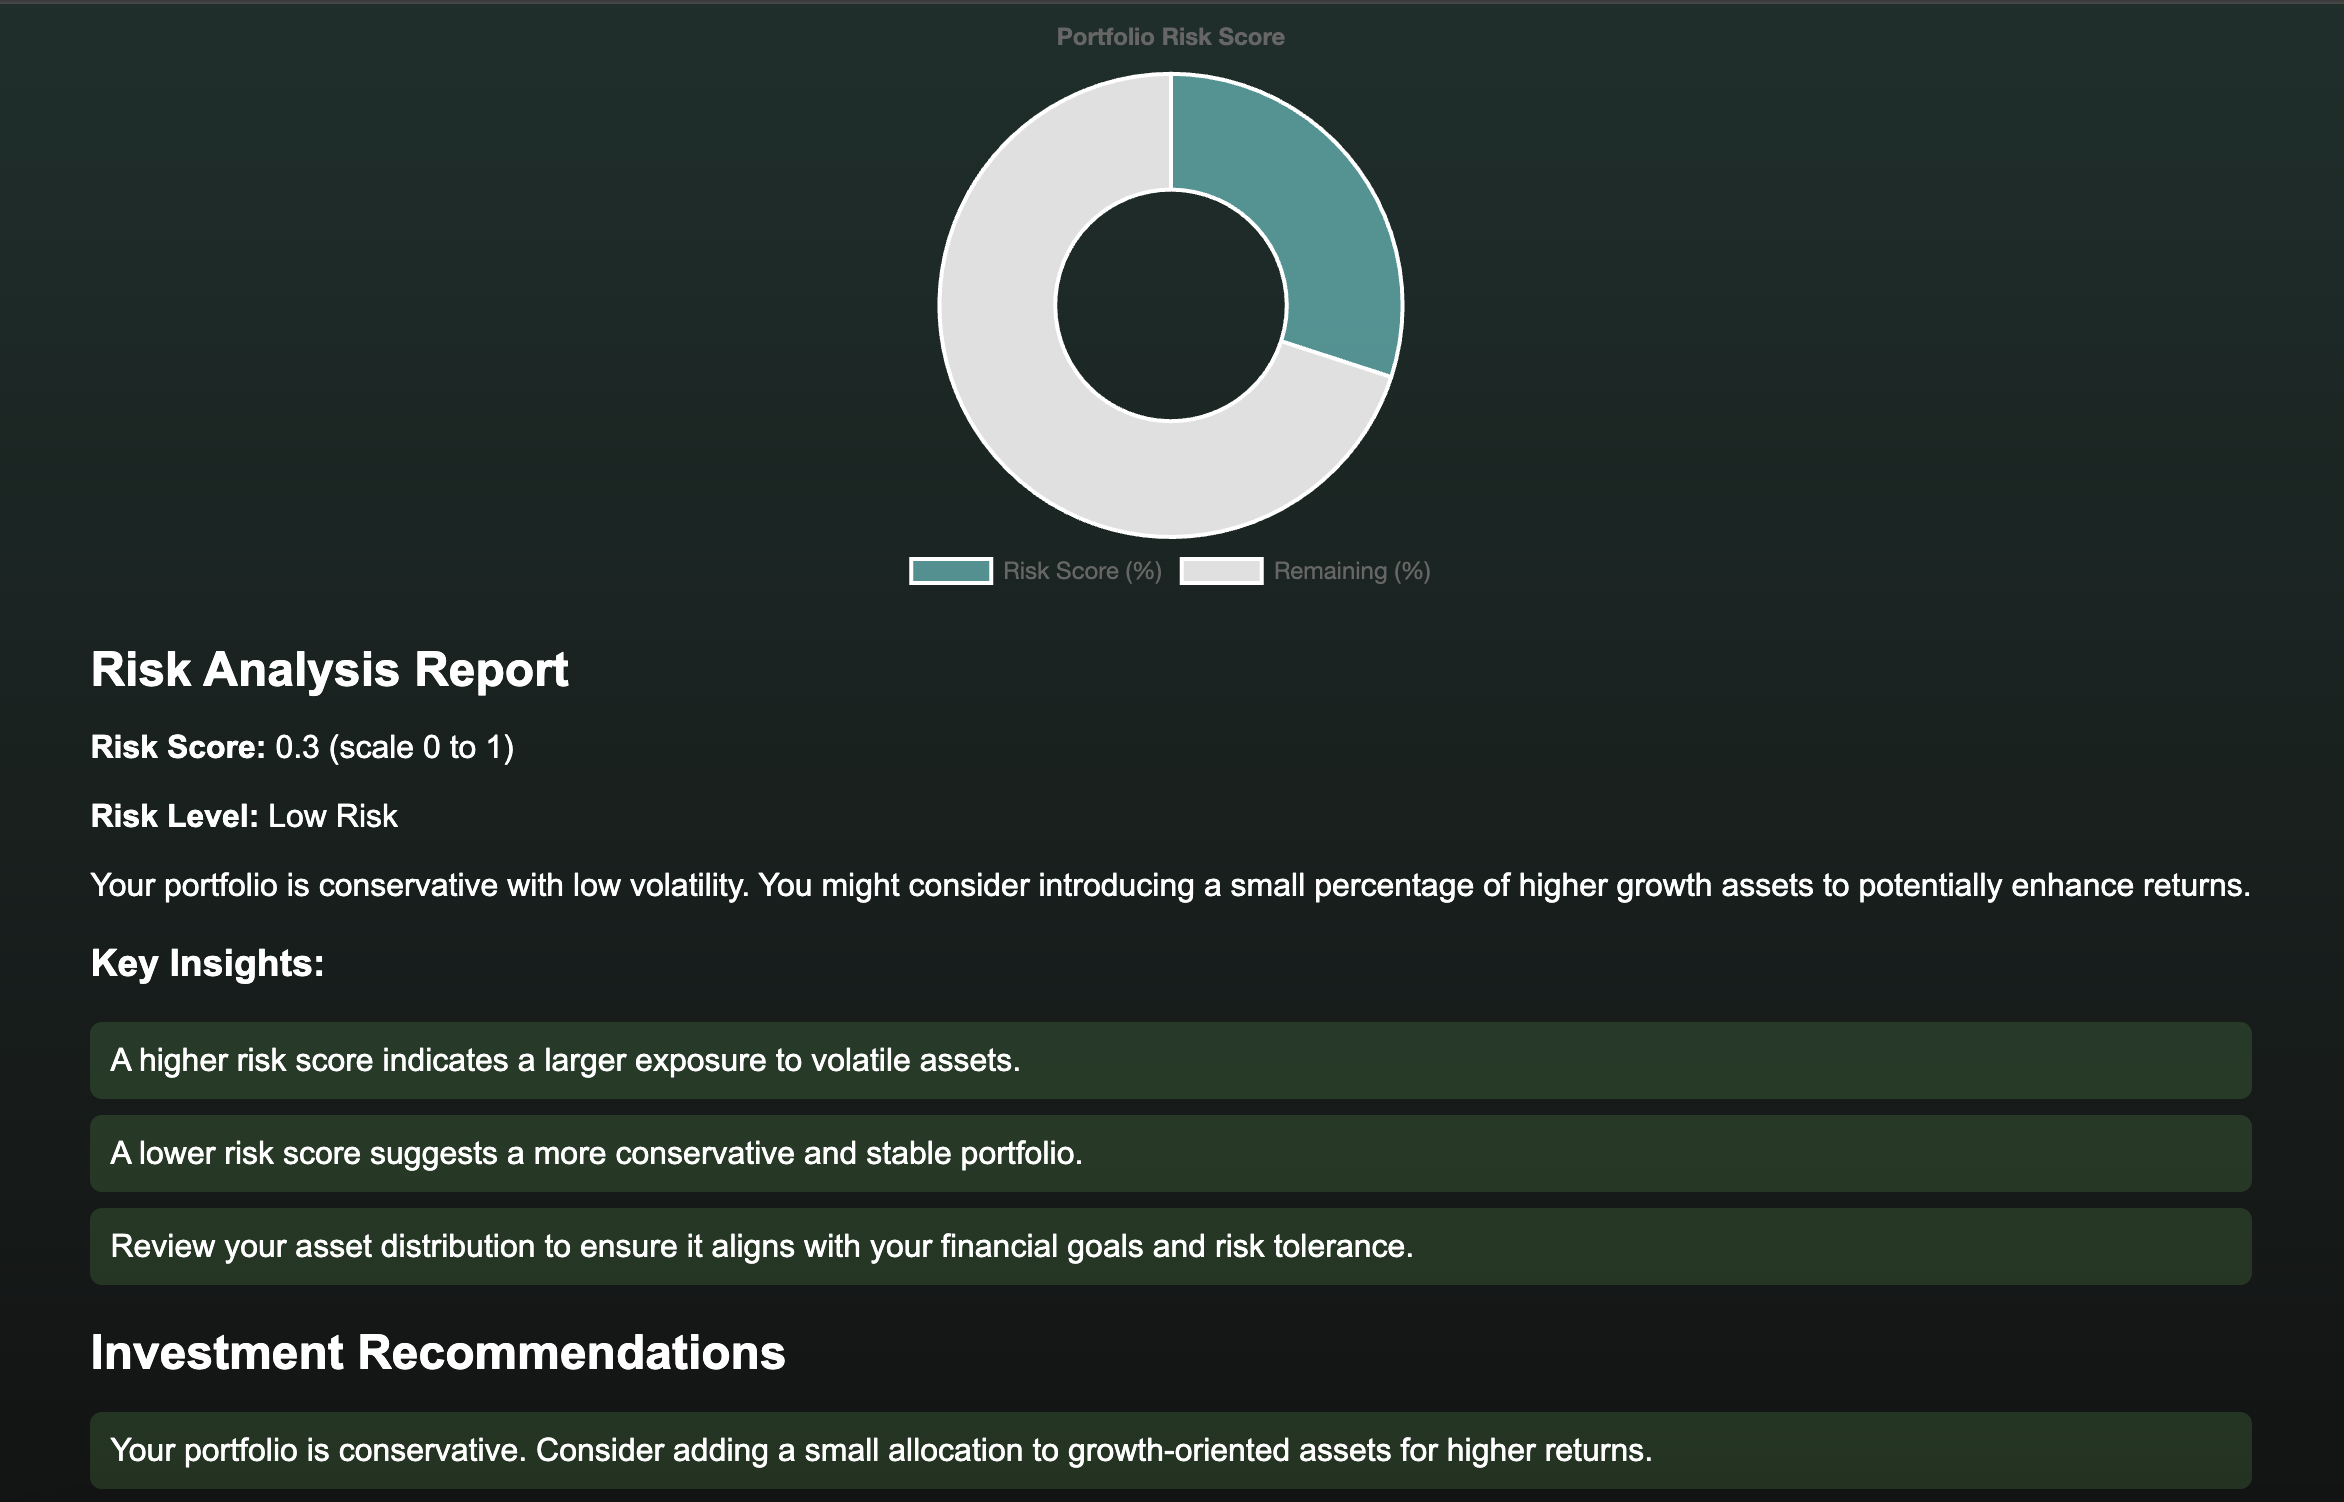 Portfolio Risk Score
Risk Score (%) Remaining (%)
Risk Analysis Report
Risk Score: 0.3 (scale 0 to 1)
Risk Level: Low Risk
Your portfolio is conservative with low volatility. You might consider introducing a small percentage of higher growth assets to potentially enhance returns.
Key Insights:
A higher risk score indicates a larger exposure to volatile assets.
A lower risk score suggests a more conservative and stable portfolio.
Review your asset distribution to ensure it aligns with your financial goals and risk tolerance.
Investment Recommendations
Your portfolio is conservative. Consider adding a small allocation to growth-oriented assets for higher returns.